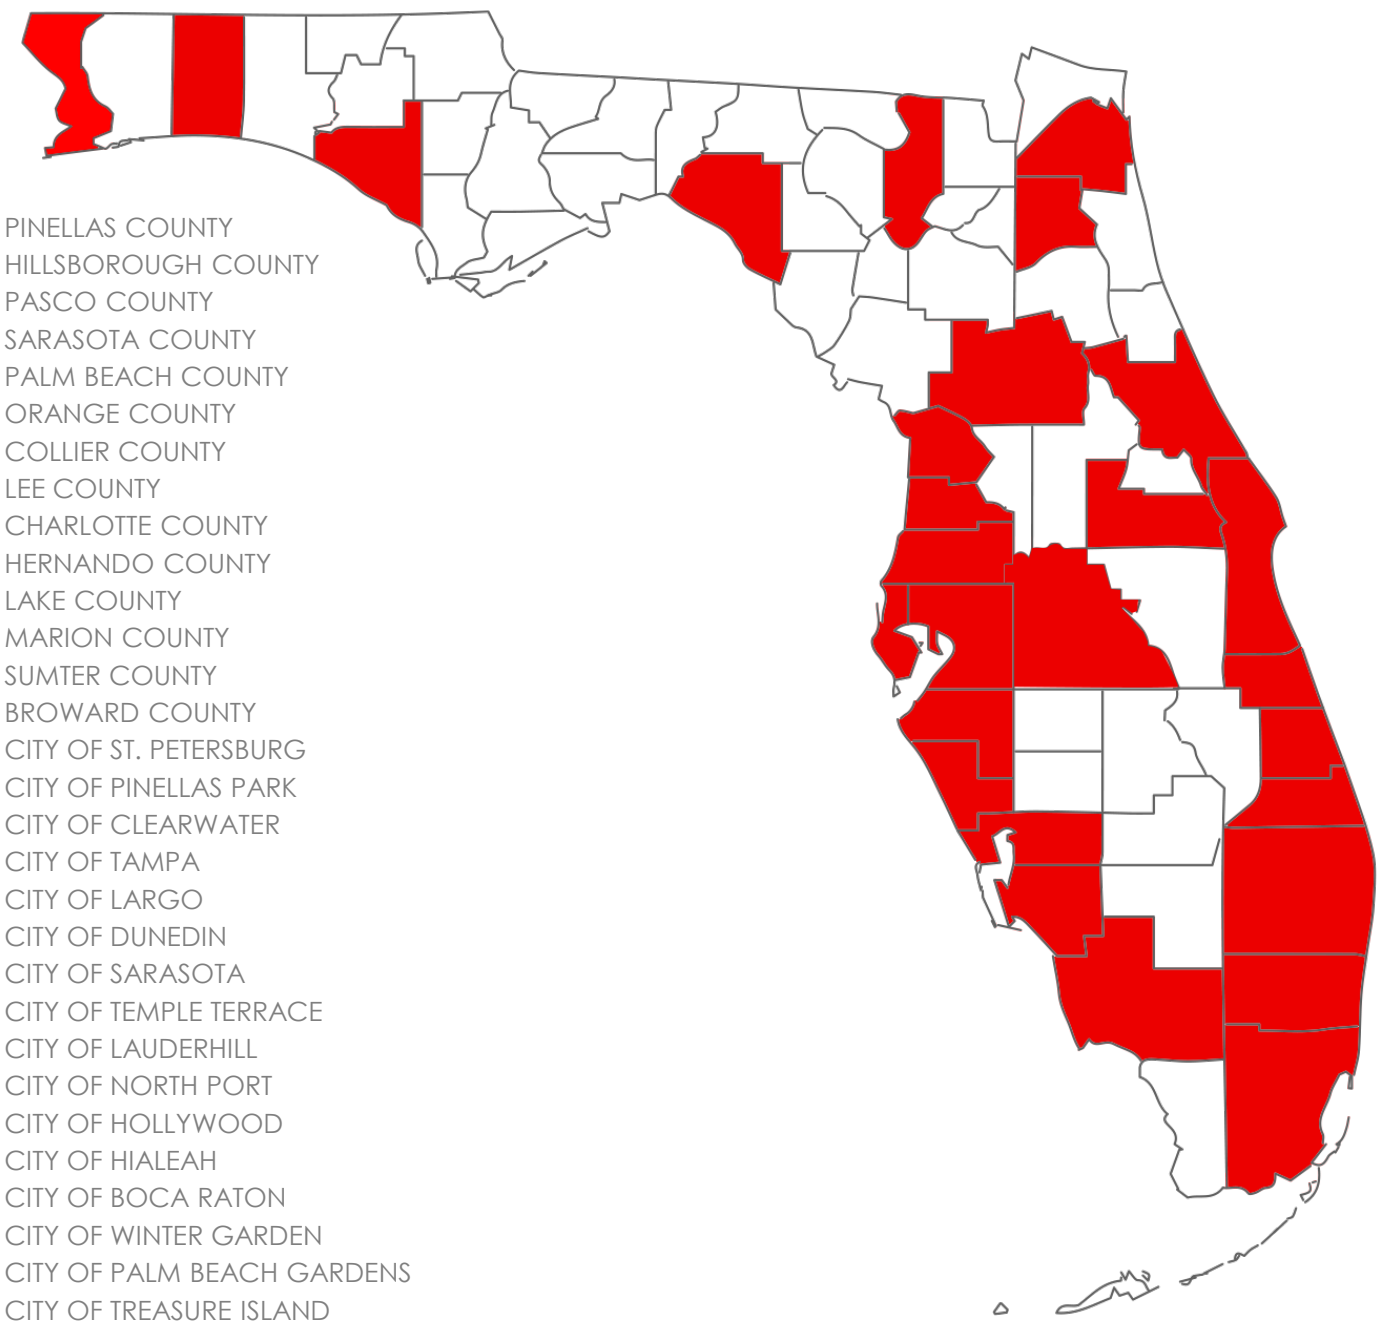 PINELLAS COUNTY
HILLSBOROUGH COUNTY
PASCO COUNTY
SARASOTA COUNTY
PALM BEACH COUNTY
ORANGE COUNTY
COLLIER COUNTY
LEE COUNTY
CHARLOTTE COUNTY
HERNANDO COUNTY
LAKE COUNTY
MARION COUNTY
SUMTER COUNTY
BROWARD COUNTY
CITY OF ST. PETERSBURG
CITY OF PINELLAS PARK
CITY OF CLEARWATER
CITY OF TAMPA
CITY OF LARGO
CITY OF DUNEDIN
CITY OF SARASOTA
CITY OF TEMPLE TERRACE
CITY OF LAUDERHILL
CITY OF NORTH PORT
CITY OF HOLLYWOOD
CITY OF HIALEAH
CITY OF BOCA RATON
CITY OF WINTER GARDEN
CITY OF PALM BEACH GARDENS
CITY OF TREASURE ISLAND